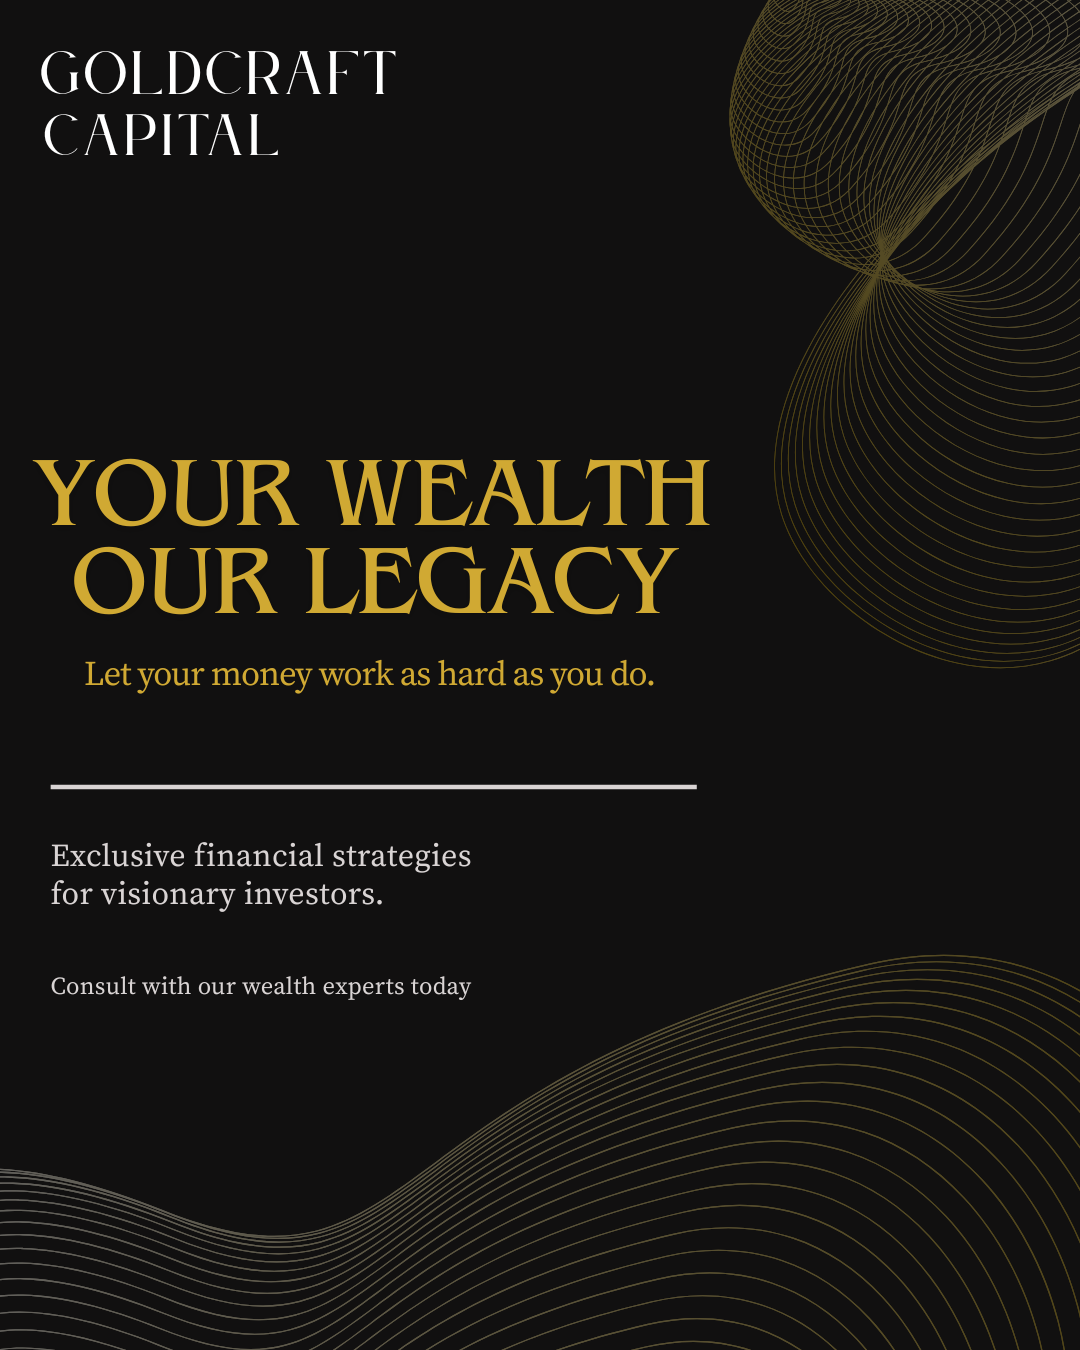 GOLDCRAFT
CAPITAL
YOUR WEALTH
OUR LEGACY
Let your money work as hard as you do.
Exclusive financial strategies
for visionary investors.
Consult with our wealth experts today